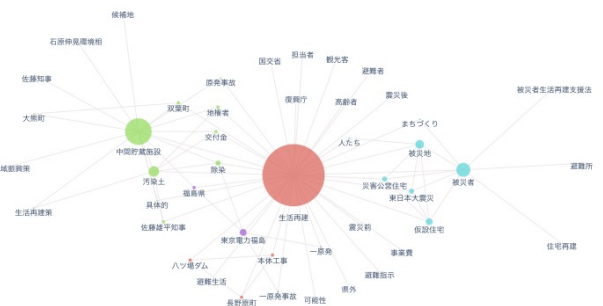 候補地
石原伸晃環境相
国交省
担当者
観光客
佐藤知事
原発事故
避難者
復興庁
高齢者
震災後
被災者生活再建支援法
大熊町
双葉町
地権者
まちづくり
交付金
人たち
中間貯蔵施設
被災地
域振興策
汚染土
除染
避難所
福島県
災害公営住宅
被災者
東日本大震災
具体的
生活再建策
生活再建
佐藤雄平知事
震災前
仮設住宅
東京電力福島
一原発
事業費
住宅再建
八ツ場ダム
本体工事
避難指示
避難生活
県外
長野原町
一原発事故
可能性